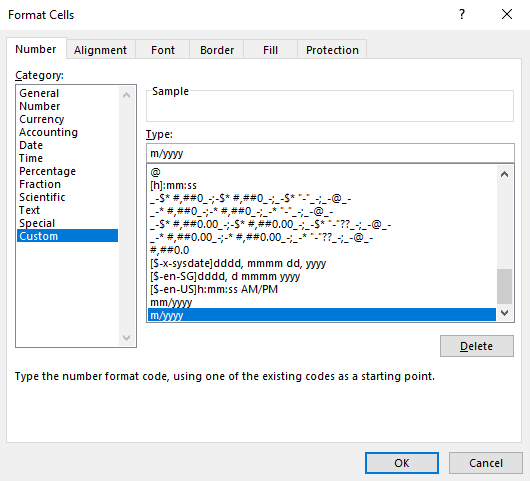 Format Cells ? ×
Number Alignment Font Border Fill Protection
Category:
General
Number
Currency
Accounting
Date
Time
Percentage
Fraction
Scientific
Text
Special
Custom
Sample
Type:
m/yyyy
@
[h]:mm:ss
_-$* #,##0_-;-$* #,##0_-;_-$* "-"_-;_-@_-
_-* #,##0_-;-* #,##0_-;_-* "-"_-;_-@_-
_-$* #,##0.00_-;-$* #,##0.00_-;_-$* "-"??_-;_-@_-
_-* #,##0.00_-;-* #,##0.00_-;_-* "-"??_-;_-@_-
#,##0.0
[$-x-sysdate]dddd, mmmm dd, yyyy
[$-en-SG]dddd, d mmmm yyyy
[$-en-US]h:mm:ss AM/PM
mm/yyyy
m/yyyy
Delete
Type the number format code, using one of the existing codes as a starting point.
OK Cancel